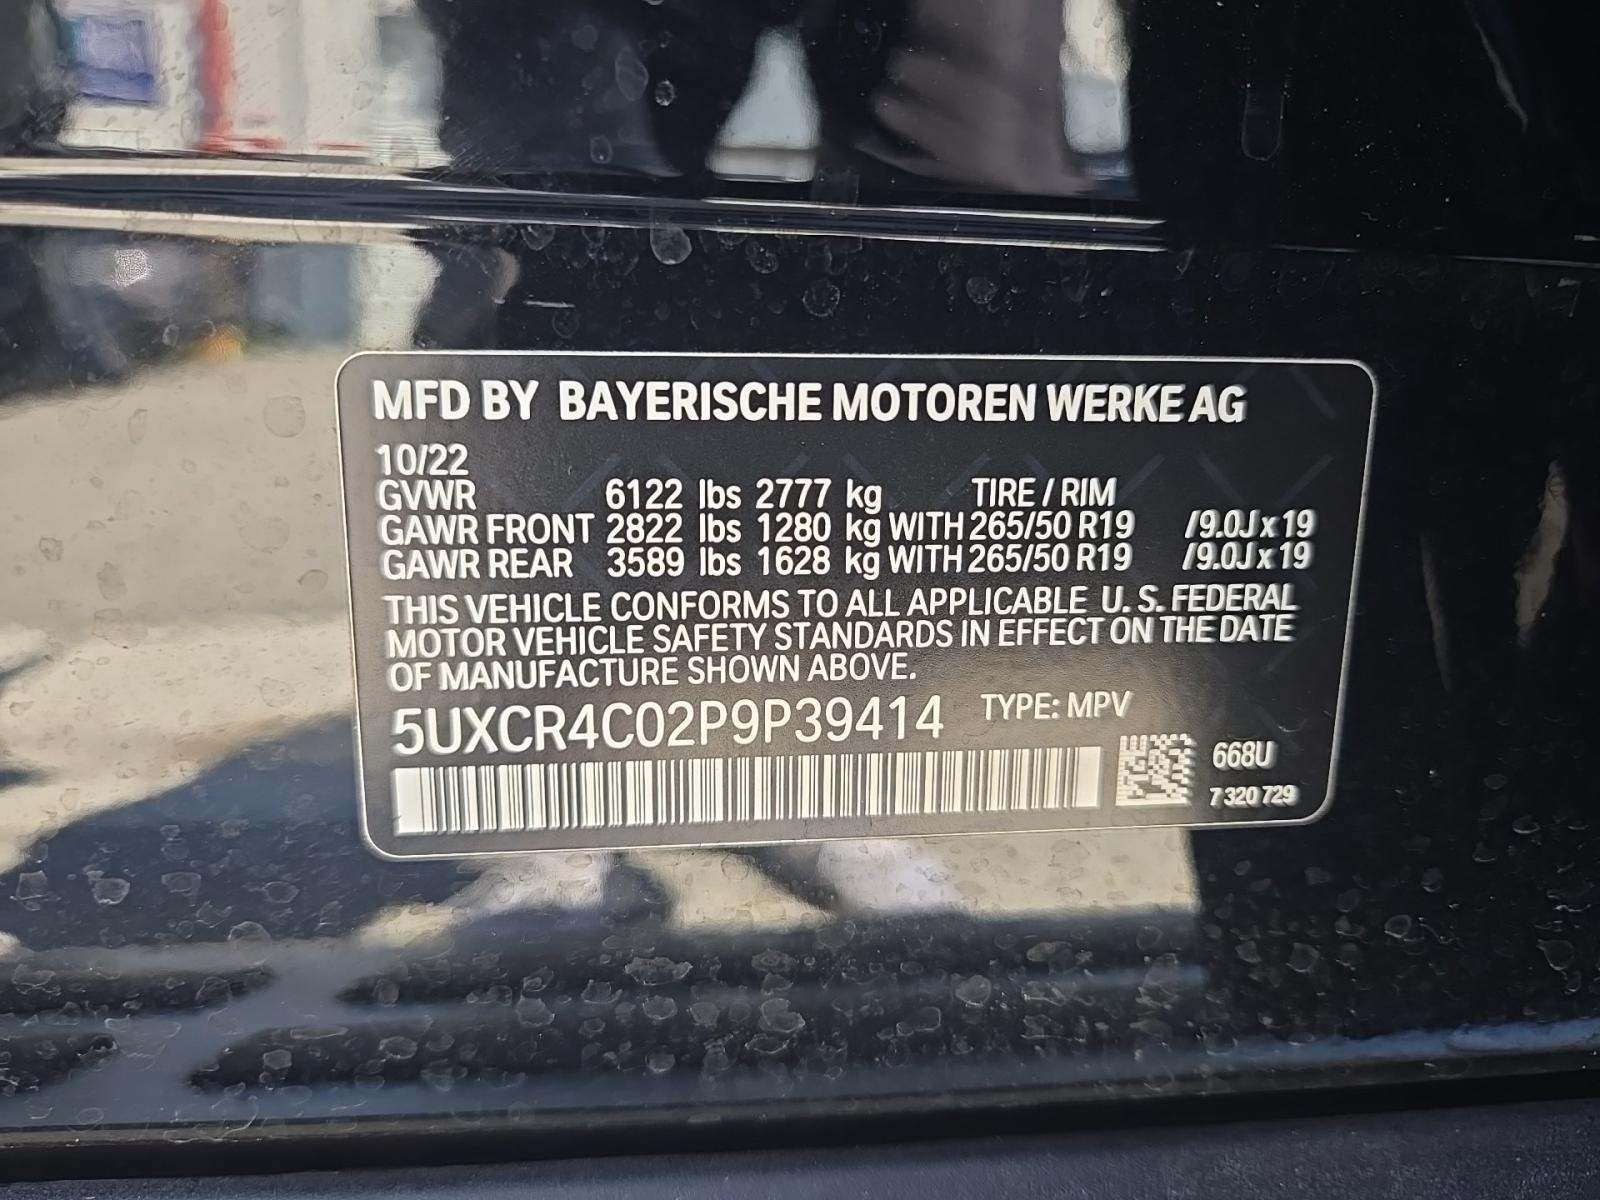 MFD BY BAYERISCHE MOTOREN WERKE AG
10/22
GVWR 6122 lbs 2777 kg TIRE / RIM
GAWR FRONT 2822 lbs 1280 kg WITH 265/50 R19 /9.0J x 19
GAWR REAR 3589 lbs 1628 kg WITH 265/50 R19 /9.0J x 19
THIS VEHICLE CONFORMS TO ALL APPLICABLE U. S. FEDERAL
MOTOR VEHICLE SAFETY STANDARDS IN EFFECT ON THE DATE
OF MANUFACTURE SHOWN ABOVE.
5UXCR4C02P9P39414 TYPE: MPV
668U
7 320 729